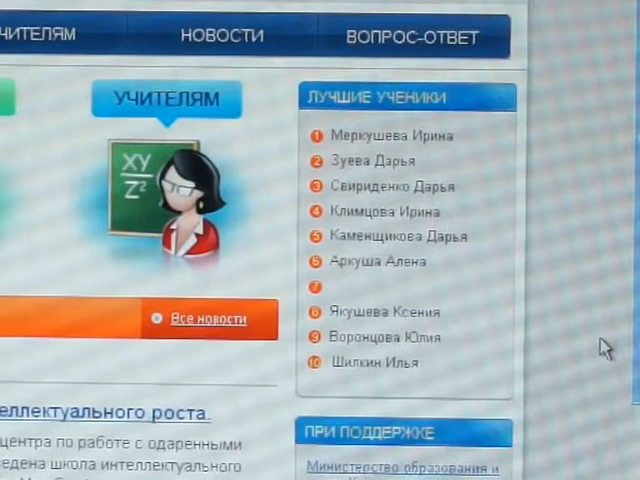 ЧИТЕЛЯМ НОВОСТИ ВОПРОС-ОТВЕТ
УЧИТЕЛЯМ
XY
Z²
ЛУЧШИЕ УЧЕНИКИ
1 Меркушева Ирина
2 Зуева Дарья
3 Свириденко Дарья
4 Климцова Ирина
5 Каменщикова Дарья
6 Аркуша Алена
7
8 Якушева Ксения
9 Воронцова Юлия
10 Шилкин Илья
Все новости
еллектуального роста.
центра по работе с одаренными
ведена школа интеллектуального
ПРИ ПОДДЕРЖКЕ
Министерство образования и